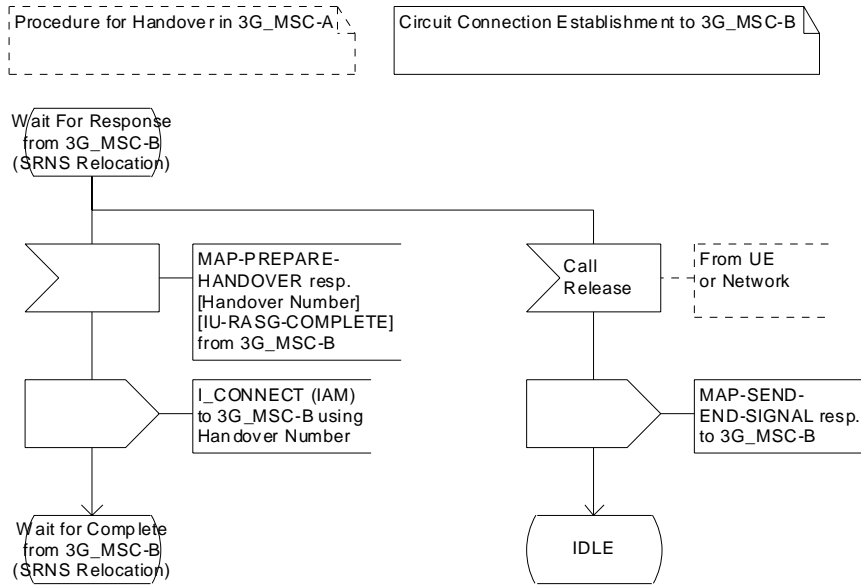 Procedure for Handover in 3G_MSC-A
Circuit Connection Establishment to 3G_MSC-B
Wait For Response
from 3G_MSC-B
(SRNS Relocation)
MAP-PREPARE-
HANDOVER resp.
[Handover Number]
[IU-RASG-COMPLETE]
from 3G_MSC-B
Call
Release
From UE
or Network
I_CONNECT (IAM)
to 3G_MSC-B using
Handover Number
MAP-SEND-
END-SIGNAL resp.
to 3G_MSC-B
Wait for Complete
from 3G_MSC-B
(SRNS Relocation)
IDLE